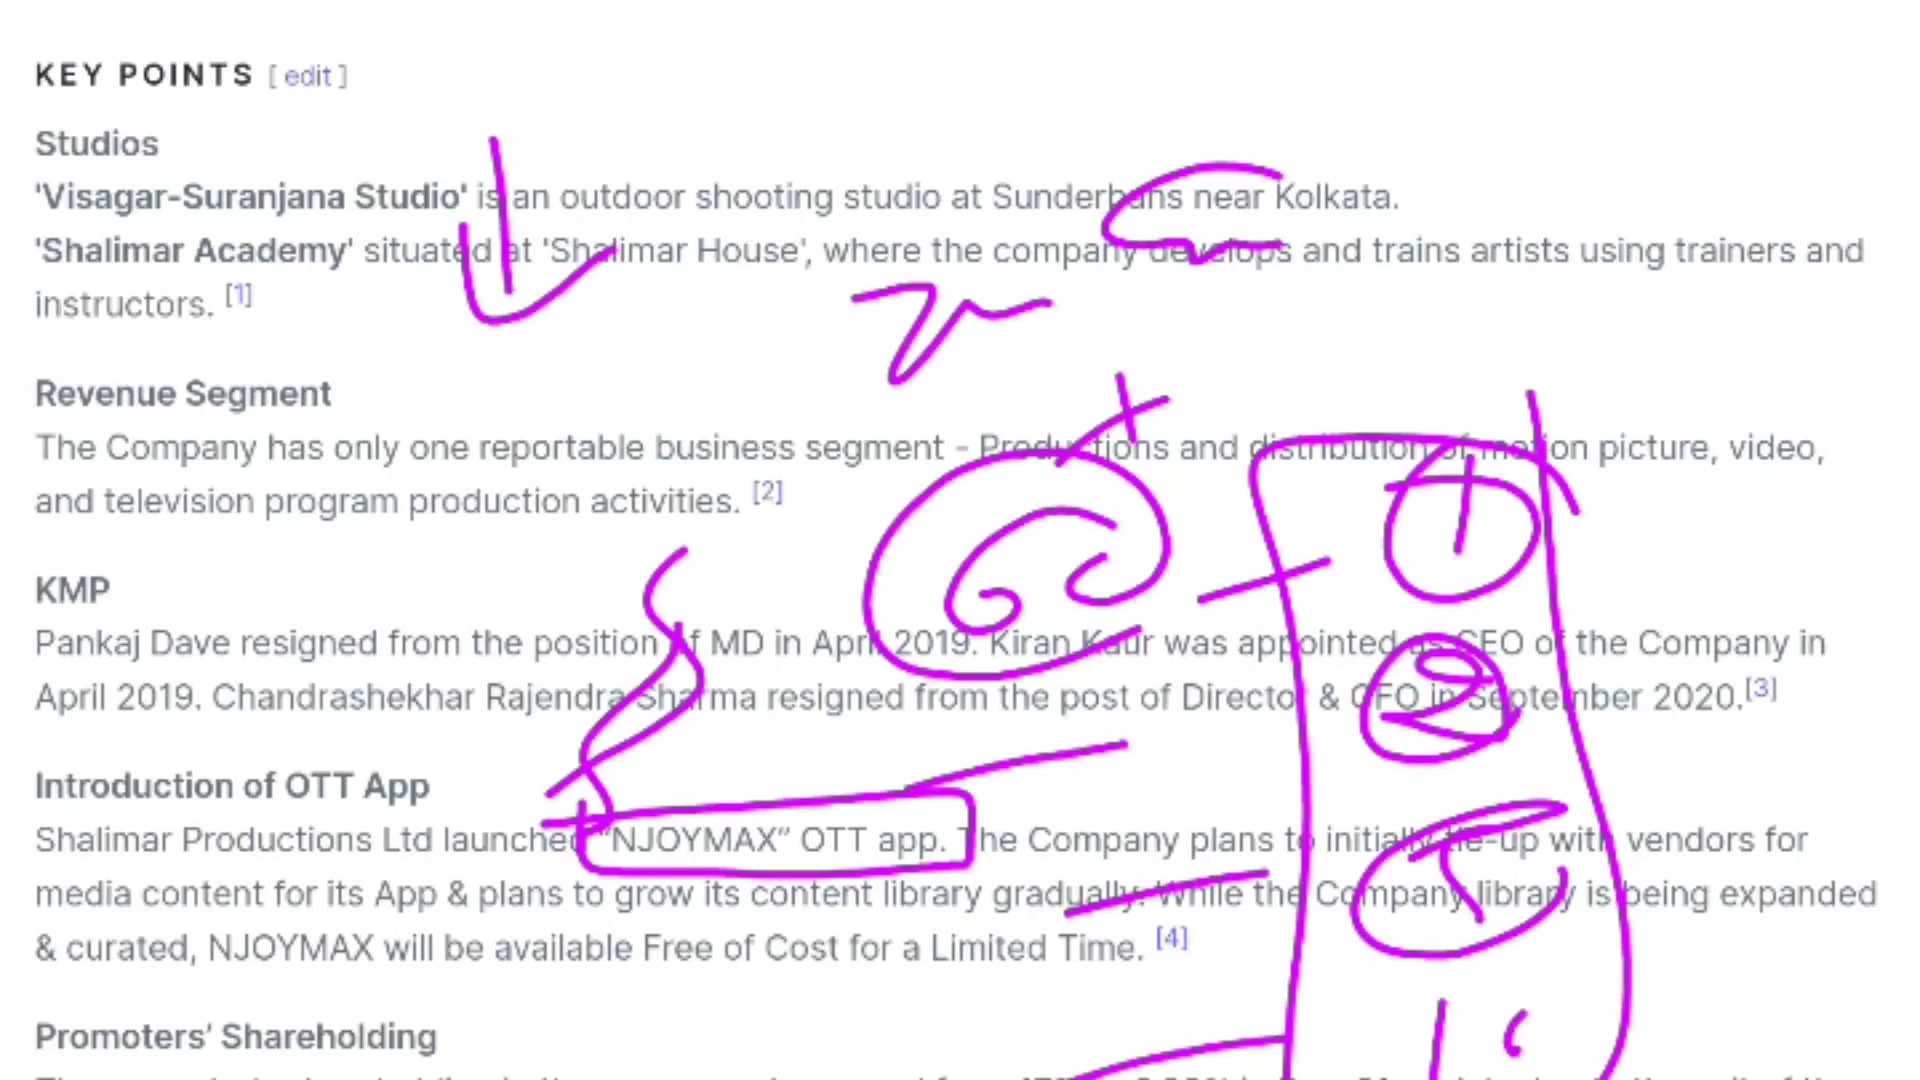 KEY POINTS [ edit ]
Studios
'Visagar-Suranjana Studio' is an outdoor shooting studio at Sunderbans near Kolkata.
'Shalimar Academy' situated at 'Shalimar House', where the company develops and trains artists using trainers and
instructors. [1]
Revenue Segment
The Company has only one reportable business segment - Productions and distribution of motion picture, video,
and television program production activities. [2]
KMP
Pankaj Dave resigned from the position of MD in April 2019. Kiran Kaur was appointed as CEO of the Company in
April 2019. Chandrashekhar Rajendra Sharma resigned from the post of Director & CFO in September 2020.[3]
Introduction of OTT App
Shalimar Productions Ltd launched "NJOYMAX" OTT app. The Company plans to initially tie-up with vendors for
media content for its App & plans to grow its content library gradually. While the Company library is being expanded
& curated, NJOYMAX will be available Free of Cost for a Limited Time. [4]
Promoters' Shareholding
1
2